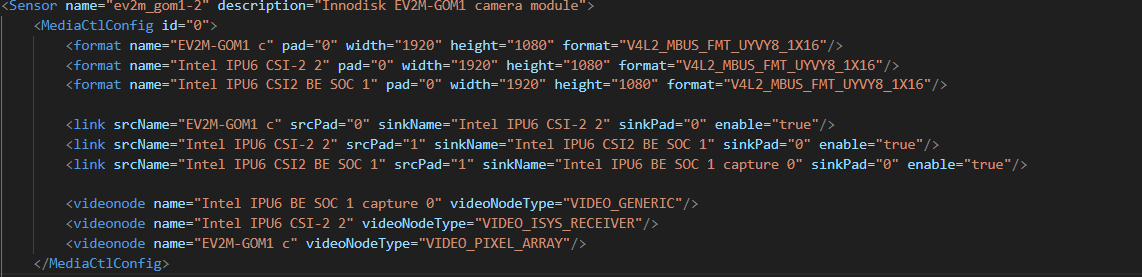 <Sensor name="ev2m_gom1-2" description="Innodisk EV2M-GOM1 camera module">
<MediaCtlConfig id="0">
<format name="EV2M-GOM1 c" pad="0" width="1920" height="1080" format="V4L2_MBUS_FMT_UYVY8_1X16"/>
<format name="Intel IPU6 CSI-2 2" pad="0" width="1920" height="1080" format="V4L2_MBUS_FMT_UYVY8_1X16"/>
<format name="Intel IPU6 CSI2 BE SOC 1" pad="0" width="1920" height="1080" format="V4L2_MBUS_FMT_UYVY8_1X16"/>
<link srcName="EV2M-GOM1 c" srcPad="0" sinkName="Intel IPU6 CSI-2 2" sinkPad="0" enable="true"/>
<link srcName="Intel IPU6 CSI-2 2" srcPad="1" sinkName="Intel IPU6 CSI2 BE SOC 1" sinkPad="0" enable="true"/>
<link srcName="Intel IPU6 CSI2 BE SOC 1" srcPad="1" sinkName="Intel IPU6 BE SOC 1 capture 0" sinkPad="0" enable="true"/>
<videonode name="Intel IPU6 BE SOC 1 capture 0" videoNodeType="VIDEO_GENERIC"/>
<videonode name="Intel IPU6 CSI-2 2" videoNodeType="VIDEO_ISYS_RECEIVER"/>
<videonode name="EV2M-GOM1 c" videoNodeType="VIDEO_PIXEL_ARRAY"/>
</MediaCtlConfig>